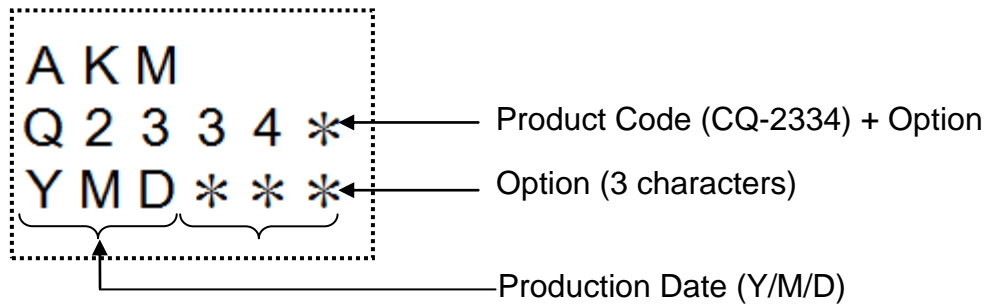 A K M
Q 2 3 3 4 *
Product Code (CQ-2334) + Option
Y M D * * *
Option (3 characters)
Production Date (Y/M/D)